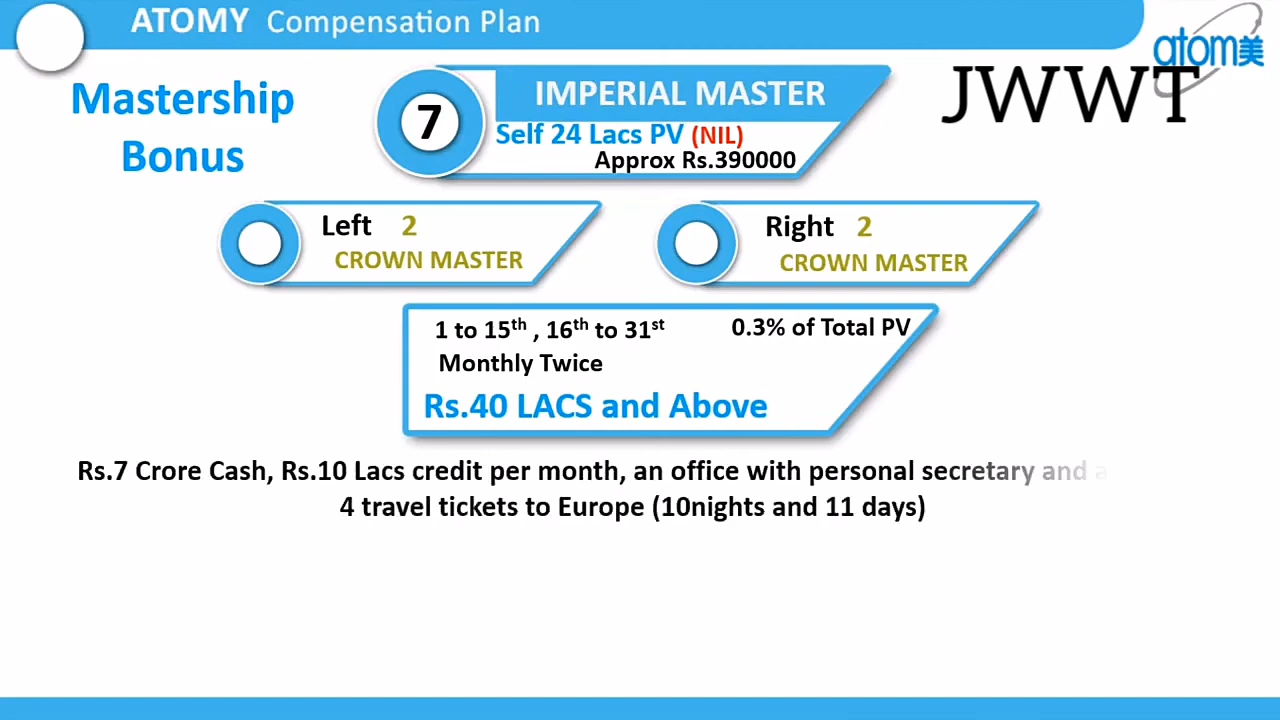 ATOMY Compensation Plan
atom美
JWWT
Mastership
Bonus
7
IMPERIAL MASTER
Self 24 Lacs PV (NIL)
Approx Rs.390000
Left 2
CROWN MASTER
Right 2
CROWN MASTER
1 to 15th , 16th to 31st
0.3% of Total PV
Monthly Twice
Rs.40 LACS and Above
Rs.7 Crore Cash, Rs.10 Lacs credit per month, an office with personal secretary and
4 travel tickets to Europe (10nights and 11 days)